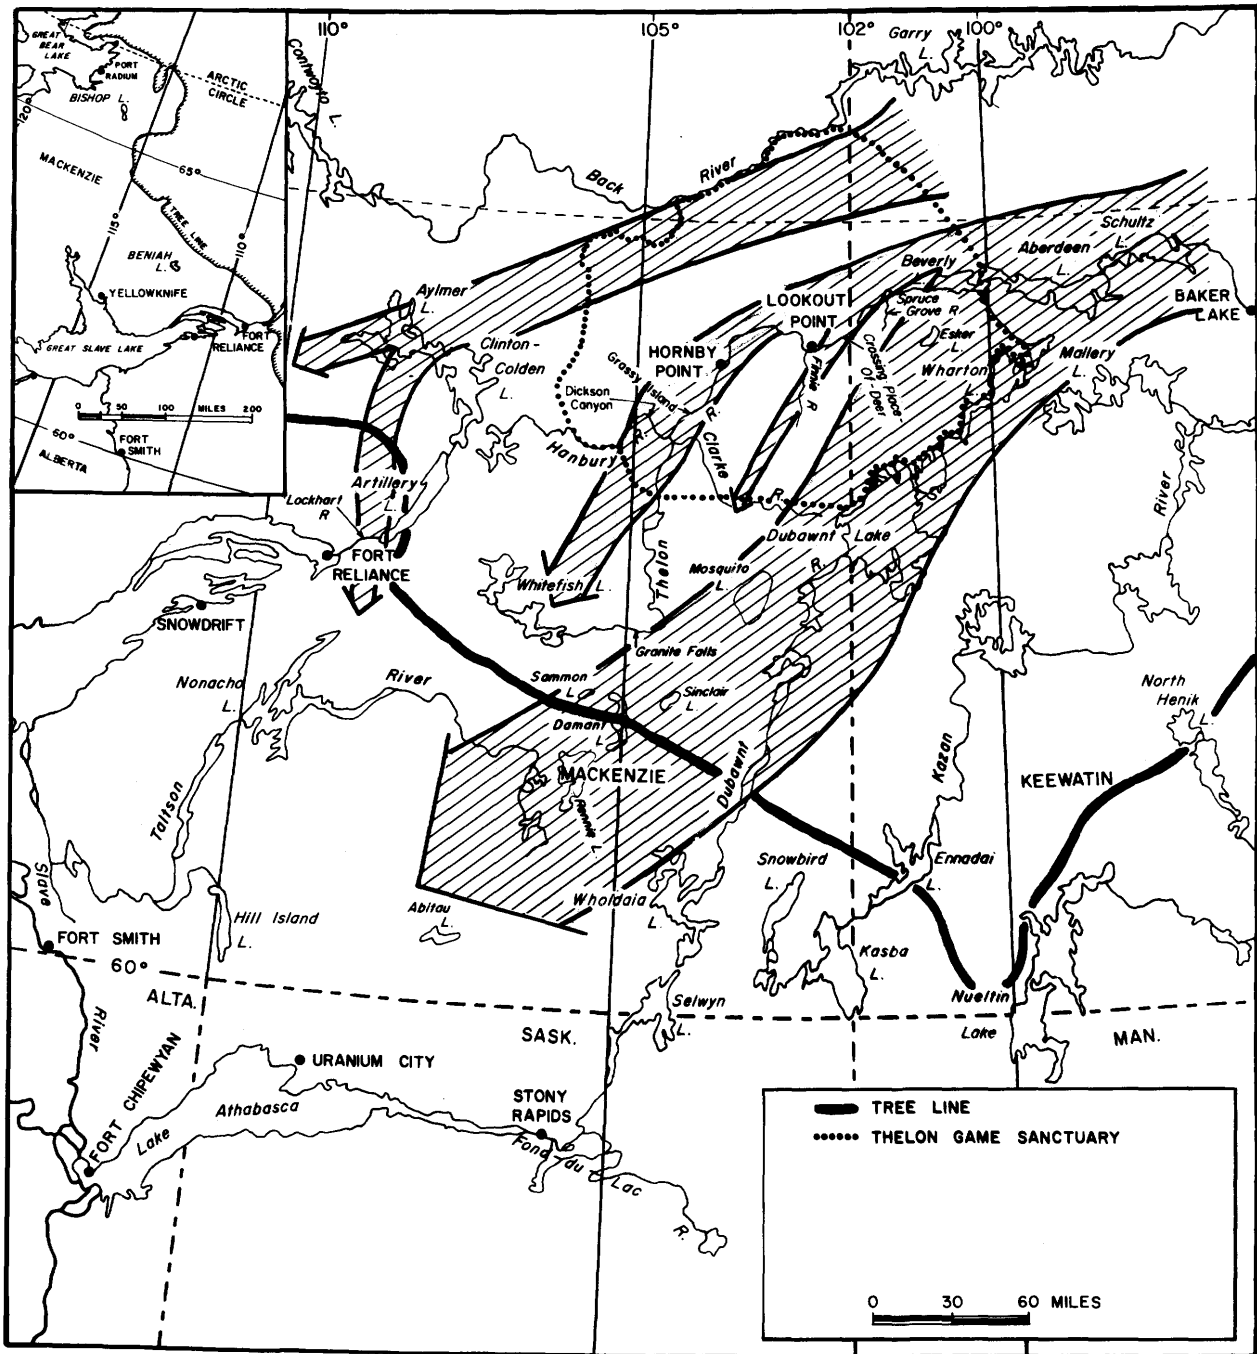 GREAT
BEAR
LAKE
PORT
RADIUM
BISHOP L.
ARCTIC
CIRCLE
120°
MACKENZIE
65°
115°
TREE LINE
110°
BENIAH
L.
YELLOWKNIFE
GREAT SLAVE LAKE
FORT
RELIANCE
0 50 100 MILES 200
60°
FORT
SMITH
ALBERTA
110°
105°
102°
100°
Contwoyto L.
Garry
L.
Back
River
Schultz
L.
Aberdeen
L.
Beverly
Aylmer
L.
LOOKOUT
POINT
Spruce
Grove R
BAKER
LAKE
Clinton -
Colden
L.
HORNBY
POINT
Esker
L.
Mallery
L.
Wharton
L.
Crossing Place
Of - Deer
Finie R
Grassy Island
Dickson
Canyon
R.
R.
Hanbury
Clarke
R.
Artillery
L.
Lockhart
R
Dubawnt Lake
River
FORT
RELIANCE
Whitefish L.
Thelon
Mosquito
L.
R.
SNOWDRIFT
Granite Falls
Nonacho
L.
River
Sammon
L.
Sinclair
L.
North
Henik
L.
Damant
L.
MACKENZIE
Dubawnt
Kazan
KEEWATIN
Taltson
Rennie L.
Snowbird
L.
Ennadai
L.
Slave
Wholdaia
L.
Hill Island
L.
Abitau
L.
FORT SMITH
60°
Kasba
L.
ALTA.
Selwyn
L.
Nueltin
Lake
River
SASK.
MAN.
URANIUM CITY
FORT CHIPEWYAN
STONY
RAPIDS
Athabasca
Lake
Fond du Lac
R.
TREE LINE
THELON GAME SANCTUARY
0 30 60 MILES